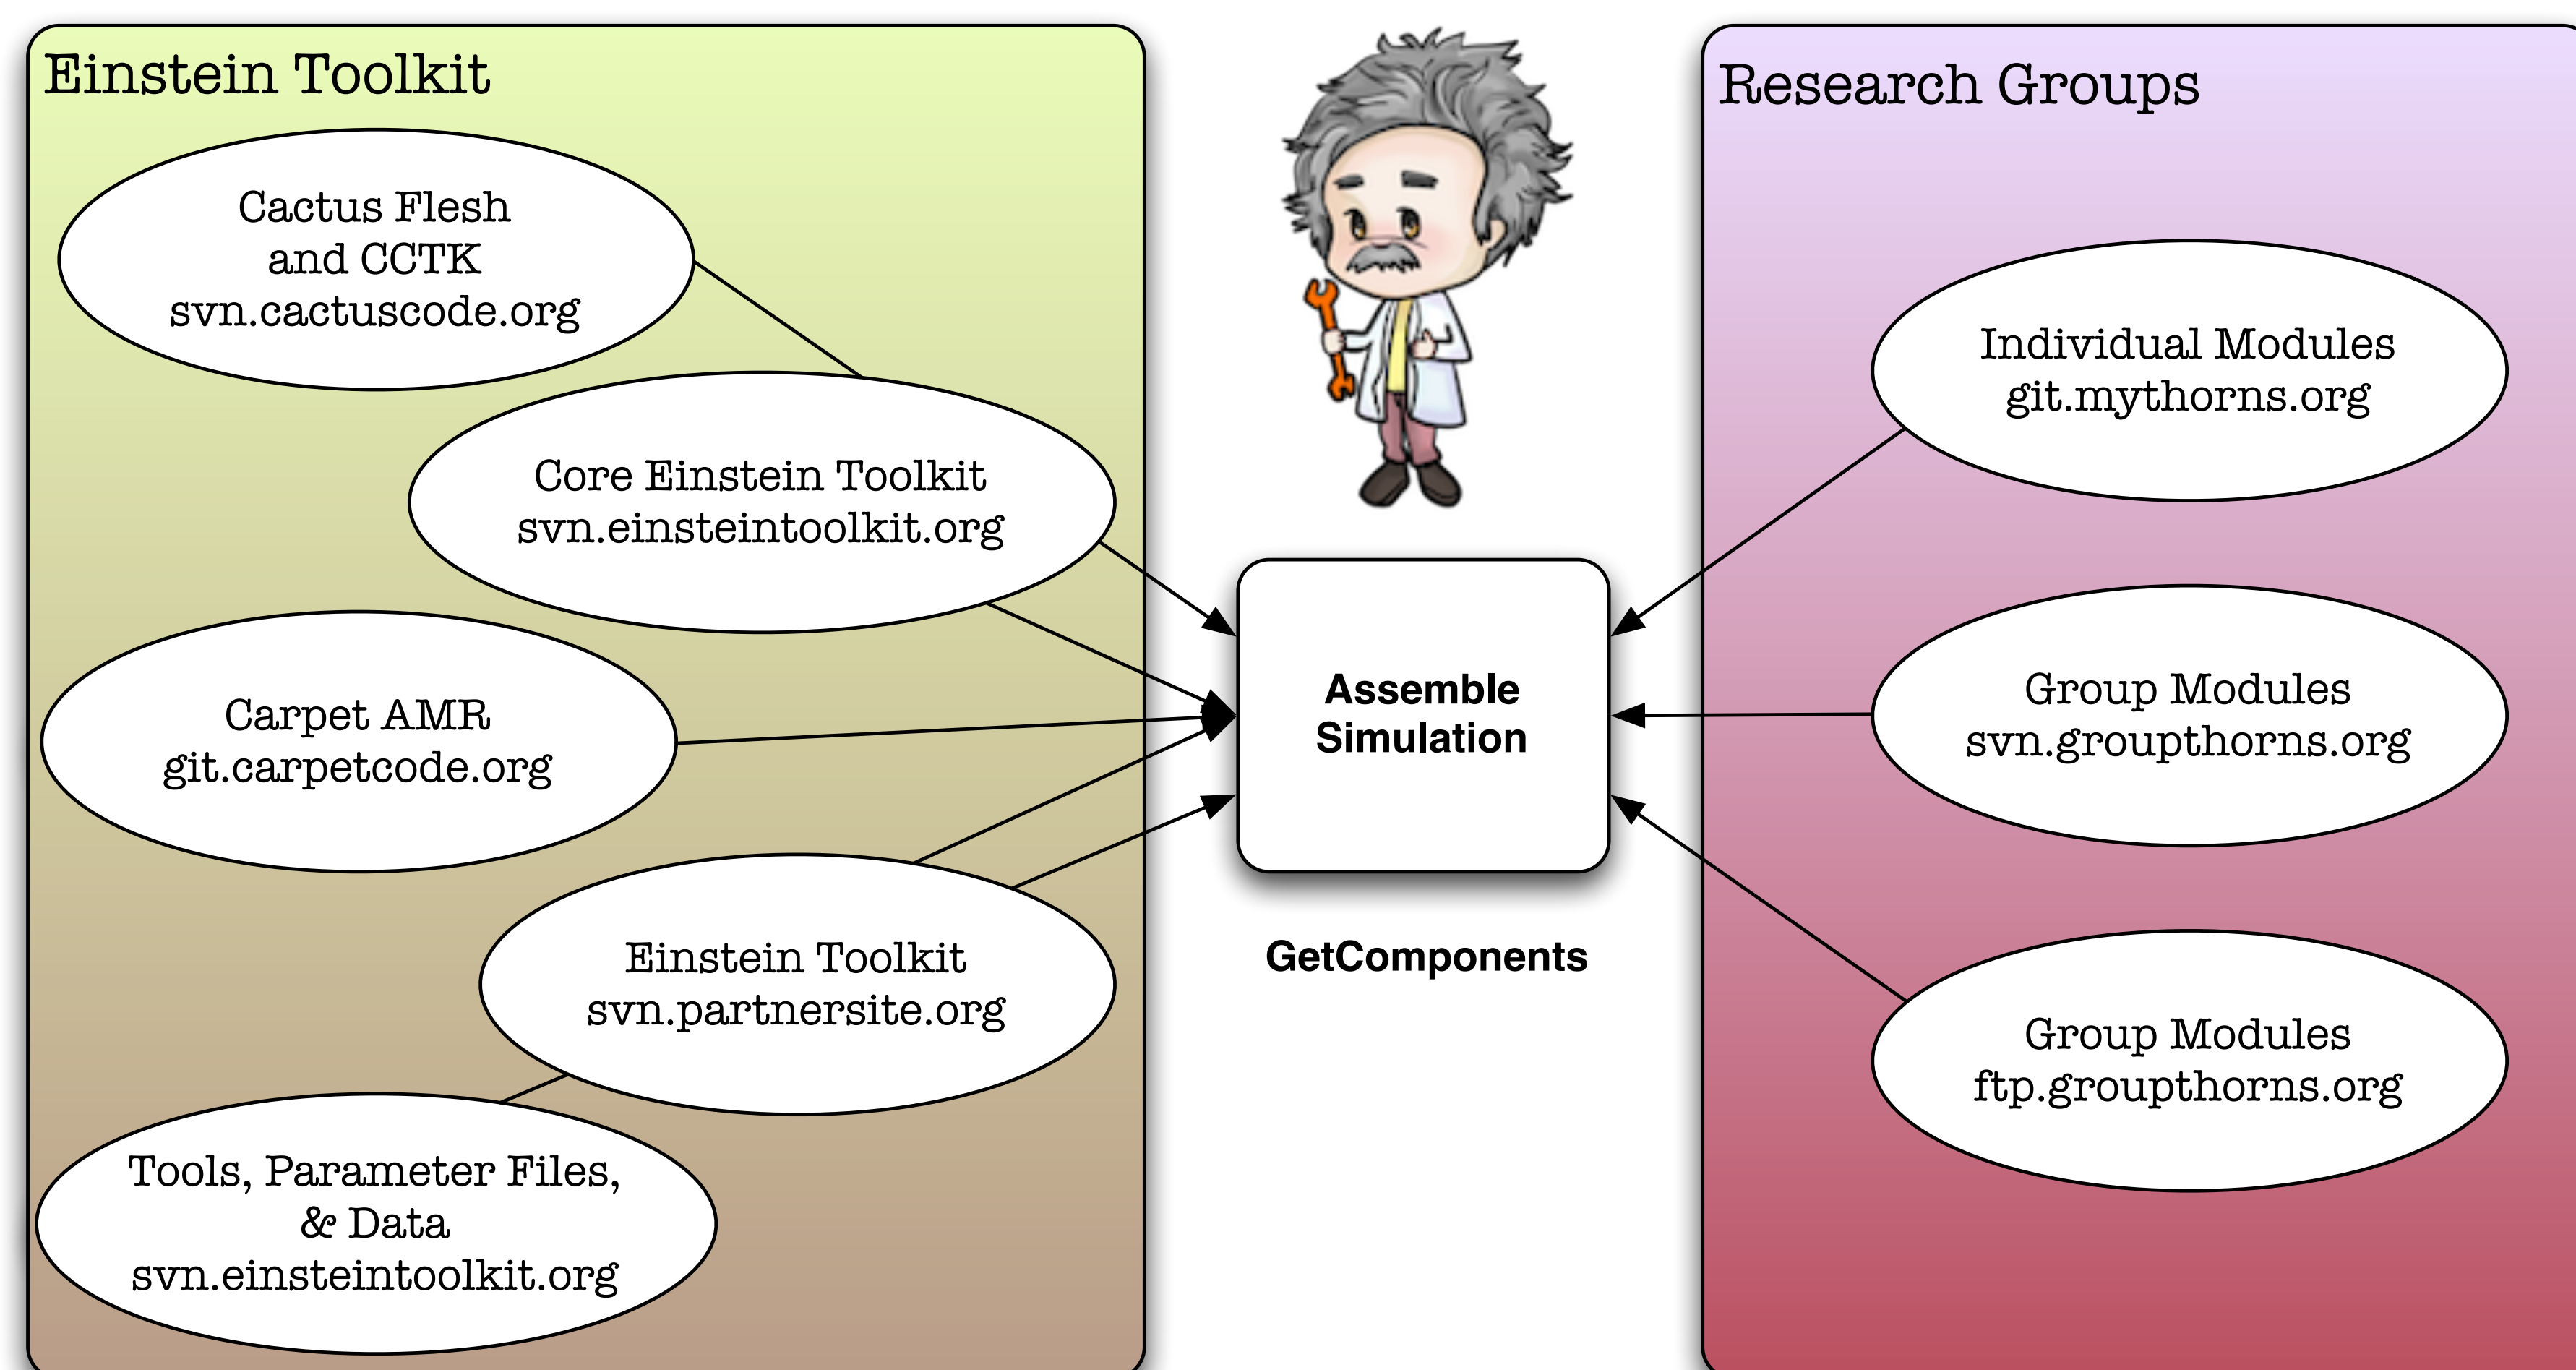 Einstein Toolkit
Cactus Flesh
and CCTK
svn.cactuscode.org
Core Einstein Toolkit
svn.einsteintoolkit.org
Carpet AMR
git.carpetcode.org
Einstein Toolkit
svn.partnersite.org
Tools, Parameter Files,
& Data
svn.einsteintoolkit.org
Assemble
Simulation
GetComponents
Research Groups
Individual Modules
git.mythorns.org
Group Modules
svn.groupthorns.org
Group Modules
ftp.groupthorns.org